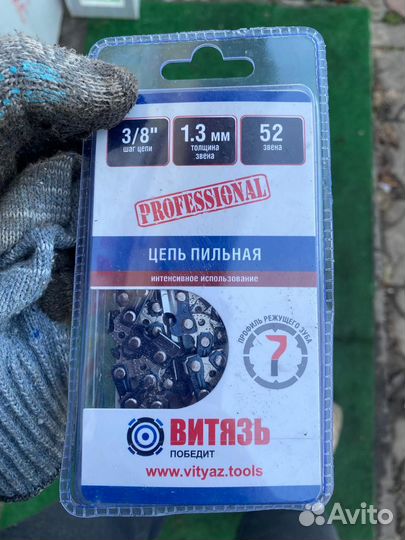 3/8"
шаг цепи
1.3 мм
толщина
звена
52
звена
PROFESSIONAL
ЦЕПЬ ПИЛЬНАЯ
интенсивное использование
ПРОФИЛЬ РЕЖУЩЕГО ЗУБА
7
ВИТЯЗЬ
ПОБЕДИТ
www.vityaz.tools
Avito